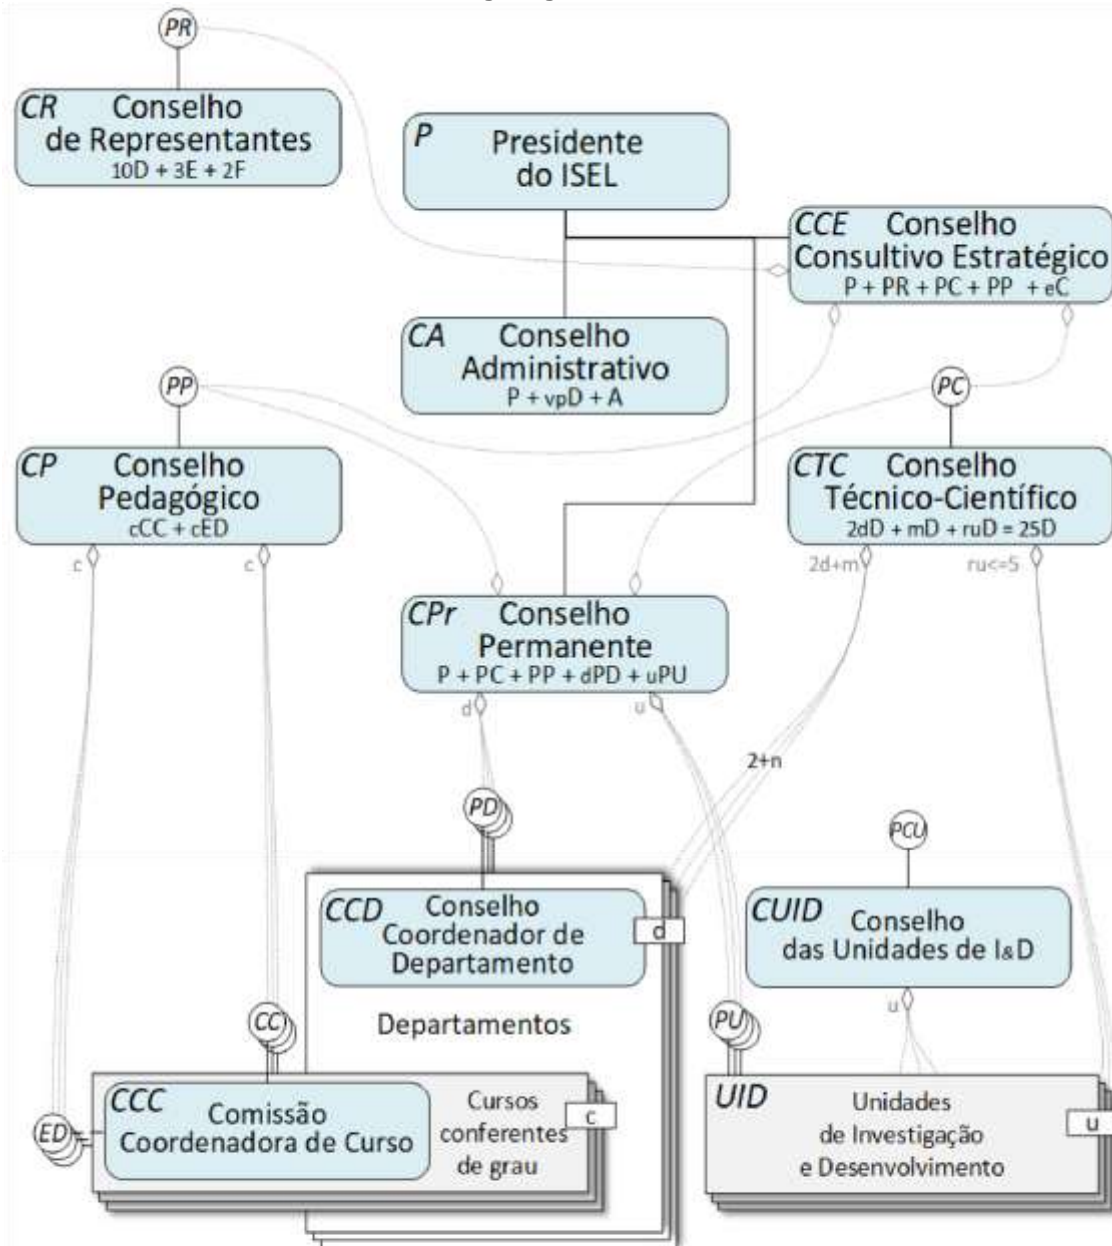 PR
CR Conselho
de Representantes
10D + 3E + 2F
P Presidente
do ISEL
CCE Conselho
Consultivo Estratégico
P + PR + PC + PP + eC
CA Conselho
Administrativo
P + vpD + A
PP
PC
CP Conselho
Pedagógico
cCC + cED
CTC Conselho
Técnico-Científico
2dD + mD + ruD = 25D
c
c
2d+m
ru<=5
CPr Conselho
Permanente
P + PC + PP + dPD + uPU
d
u
2+n
PD
PCU
CCD Conselho
Coordenador de
Departamento
d
CUID Conselho
das Unidades de I&D
u
Departamentos
CC
PU
CCC Comissão
Coordenadora de Curso
Cursos
conferentes
de grau
c
ED
UID Unidades
de Investigação
e Desenvolvimento
u